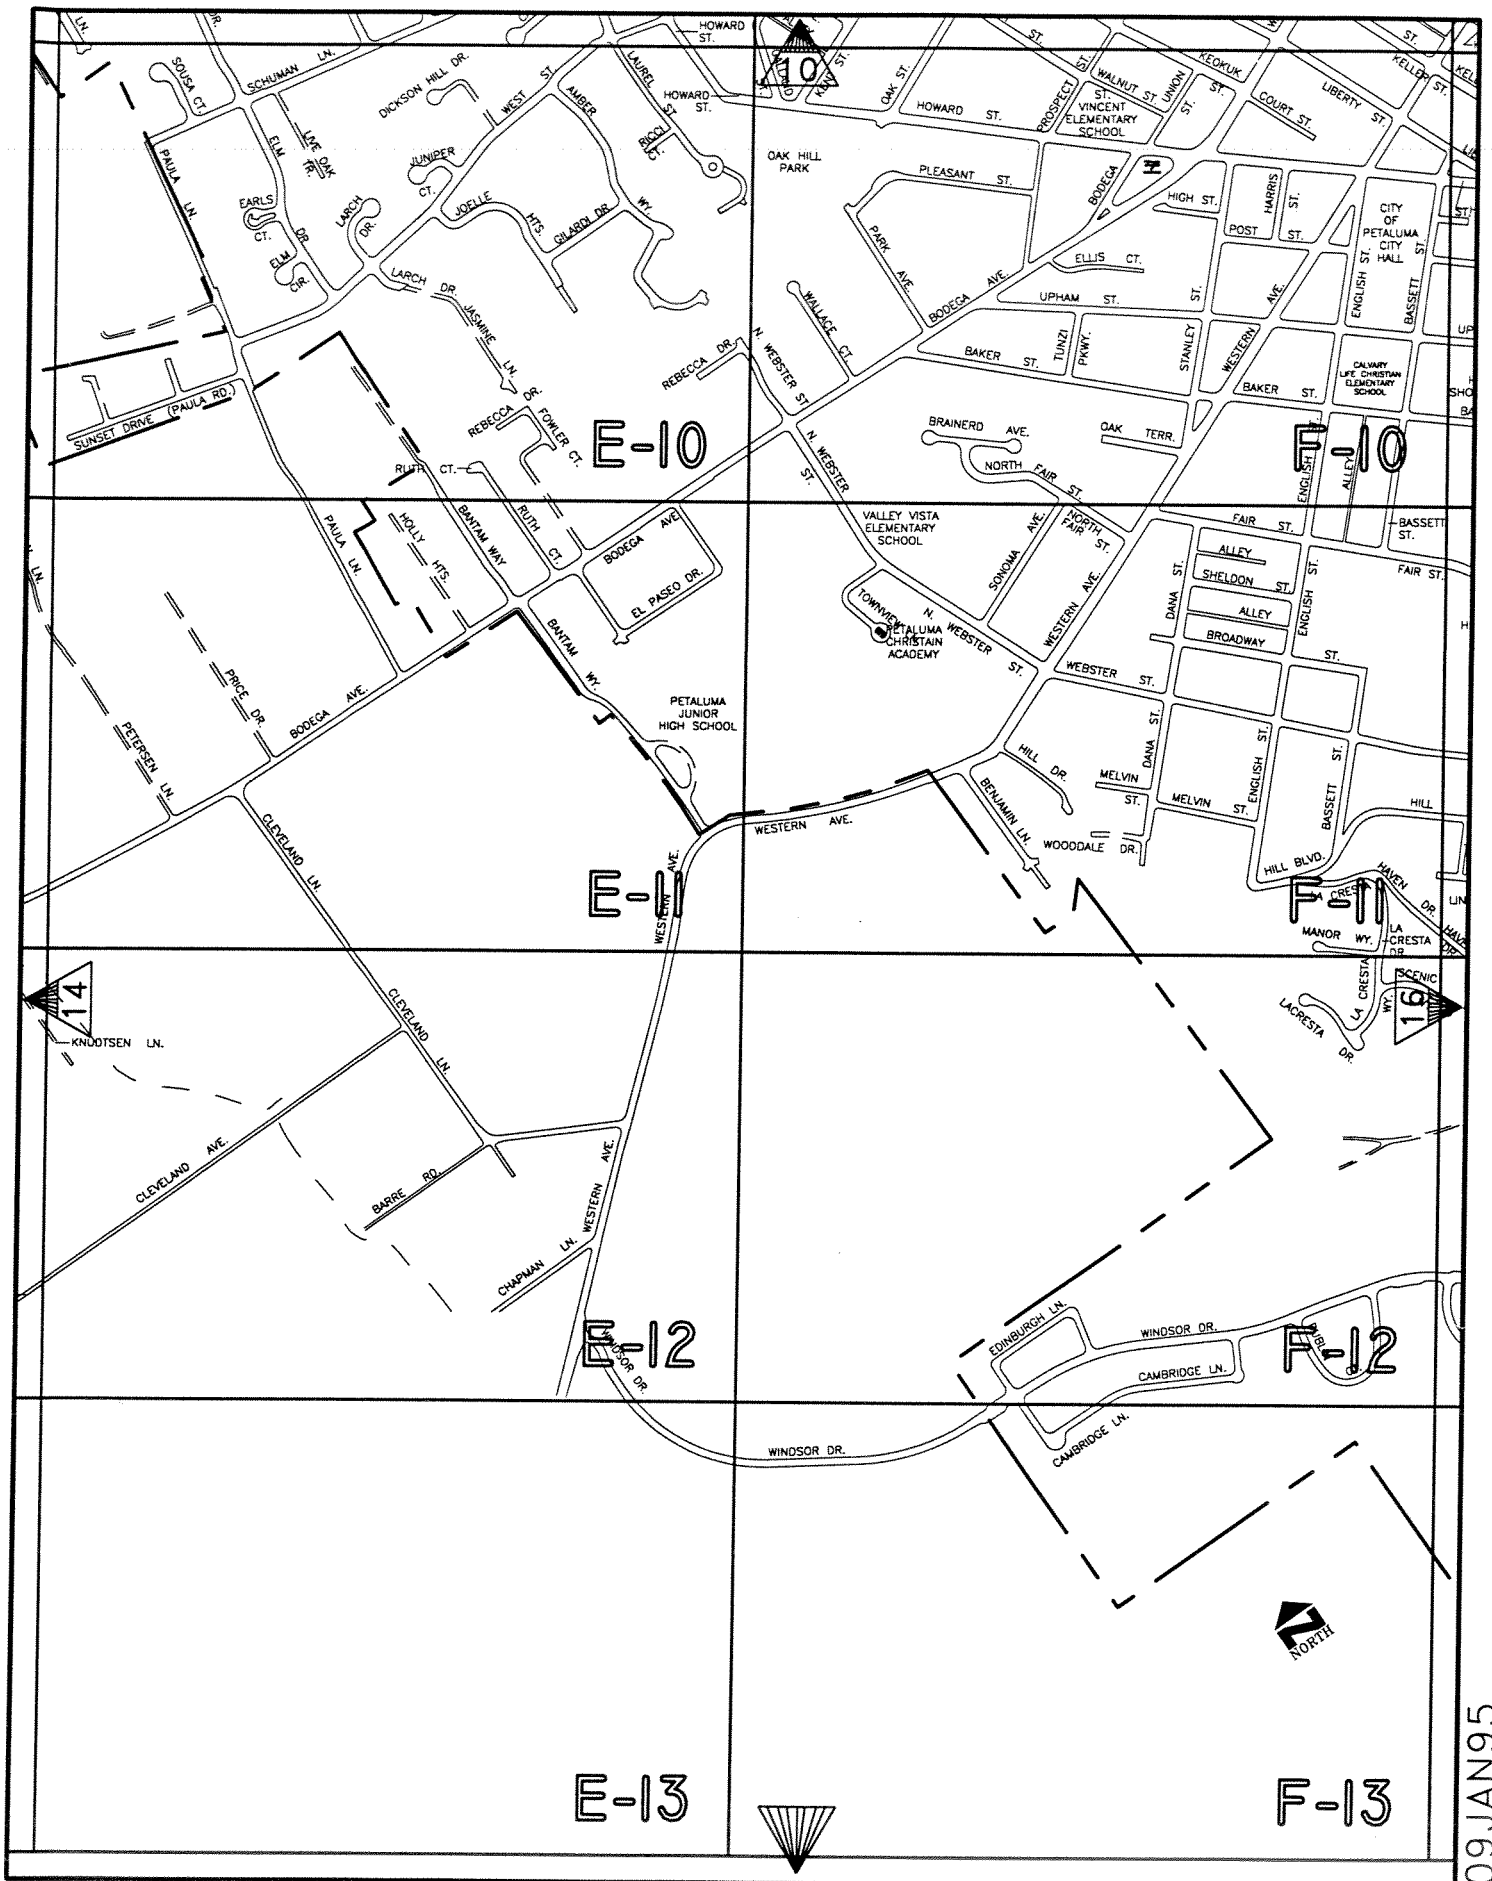 LN.
DR.
SOUSA CT.
SCHUMAN LN.
DICKSON HILL DR.
WEST ST.
AMBER
LAUREL ST.
HOWARD ST.
HOWARD ST.
10
OAK ST.
HOWARD ST.
PROSPECT ST.
WALNUT ST.
ST. VINCENT
ELEMENTARY
SCHOOL
UNION ST.
KEOKUK ST.
COURT ST.
LIBERTY ST.
KELLER ST.
PAULA LN
ELM DR
LIVE OAK TR.
JUNIPER CT.
RICCI CT.
OAK HILL
PARK
PLEASANT ST.
BODEGA
H
HIGH ST.
HARRIS ST.
POST ST.
CITY
OF
PETALUMA
CITY
HALL
EARLS CT.
LARCH DR.
JOELLE HTS.
GILARDI DR.
WY.
ELM CIR.
PARK AVE.
ELLIS CT.
ENGLISH ST.
BASSETT ST.
LARCH DR.
JASMINE LN.
WALLACE CT.
BODEGA AVE.
UPHAM ST.
TUNZI PKWY.
STANLEY ST.
WESTERN AVE.
UP
REBECCA DR.
N. WEBSTER ST
BAKER ST.
CALVARY
LIFE CHRISTIAN
ELEMENTARY
SCHOOL
BAKER ST.
SUNSET DRIVE (PAULA RD.)
REBECCA DR.
FOWLER CT.
E-10
BRAINERD AVE.
OAK TERR.
F-10
ENGLISH
ALLEY
RUTH CT.
N. WEBSTER ST.
NORTH FAIR ST.
PAULA LN.
HOLLY HTS.
BANTAM WAY
RUTH CT.
BODEGA AVE.
VALLEY VISTA
ELEMENTARY
SCHOOL
SONOMA AVE.
NORTH FAIR ST.
FAIR ST.
BASSETT
ST.
FAIR ST.
ALLEY
SHELDON ST.
ALLEY
BROADWAY ST.
DANA ST.
ENGLISH ST.
EL PASEO DR.
TOWNVIEW
PETALUMA
CHRISTAIN
ACADEMY
N. WEBSTER ST.
WESTERN AVE.
WEBSTER ST.
PRICE DR.
PETERSEN LN.
BODEGA AVE.
BANTAM WY.
PETALUMA
JUNIOR
HIGH SCHOOL
HILL DR.
DANA ST.
MELVIN ST.
MELVIN ST.
ENGLISH ST.
BASSETT ST.
HILL
BENJAMIN LN.
WESTERN AVE.
WOODDALE DR.
HILL BLVD.
CLEVELAND LN.
E-11
WESTERN AVE.
F-11
LA CRESTA
HAVEN DR.
MANOR WY.
LA
CRESTA
DR
SCENIC WY.
LA CRESTA
LACRESTA DR.
14
16
KNUDTSEN LN.
CLEVELAND LN.
CLEVELAND AVE.
BARRE RD.
WESTERN AVE.
CHAPMAN LN.
E-12
WINDSOR DR.
EDINBURGH LN.
WINDSOR DR.
CAMBRIDGE LN.
F-12
CAMBRIDGE LN.
WINDSOR DR.
NORTH
E-13
F-13
09JAN95